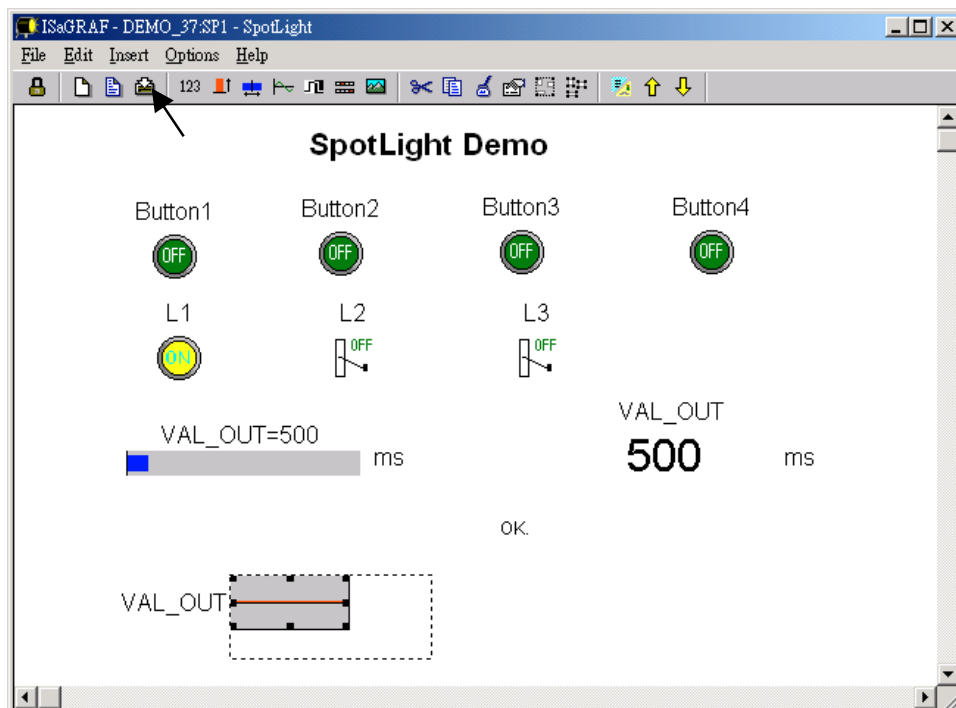 ISaGRAF - DEMO_37:SP1 - SpotLight
File Edit Insert Options Help
123
SpotLight Demo
Button1 Button2 Button3 Button4
OFF OFF OFF OFF
L1 L2 L3
ON OFF OFF
VAL_OUT
VAL_OUT=500
500 ms
ms
OK.
VAL_OUT